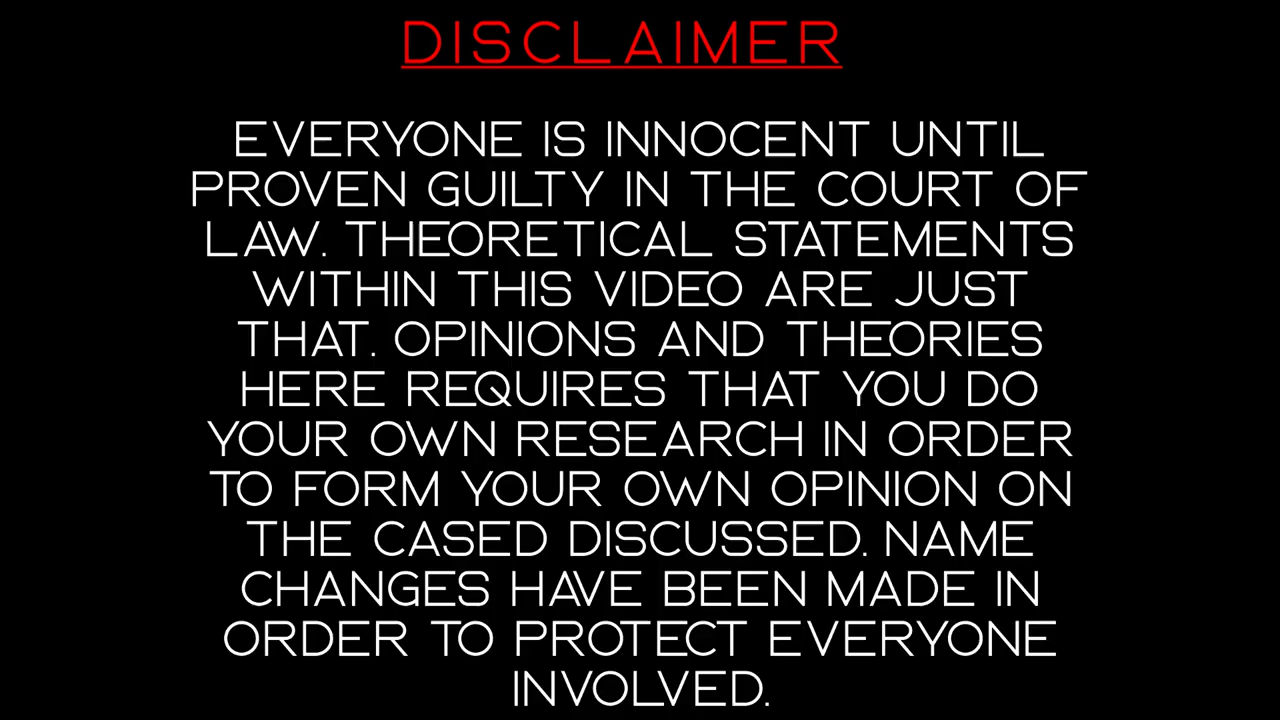 DISCLAIMER
EVERYONE IS INNOCENT UNTIL
PROVEN GUILTY IN THE COURT OF
LAW. THEORETICAL STATEMENTS
WITHIN THIS VIDEO ARE JUST
THAT. OPINIONS AND THEORIES
HERE REQUIRES THAT YOU DO
YOUR OWN RESEARCH IN ORDER
TO FORM YOUR OWN OPINION ON
THE CASED DISCUSSED. NAME
CHANGES HAVE BEEN MADE IN
ORDER TO PROTECT EVERYONE
INVOLVED.